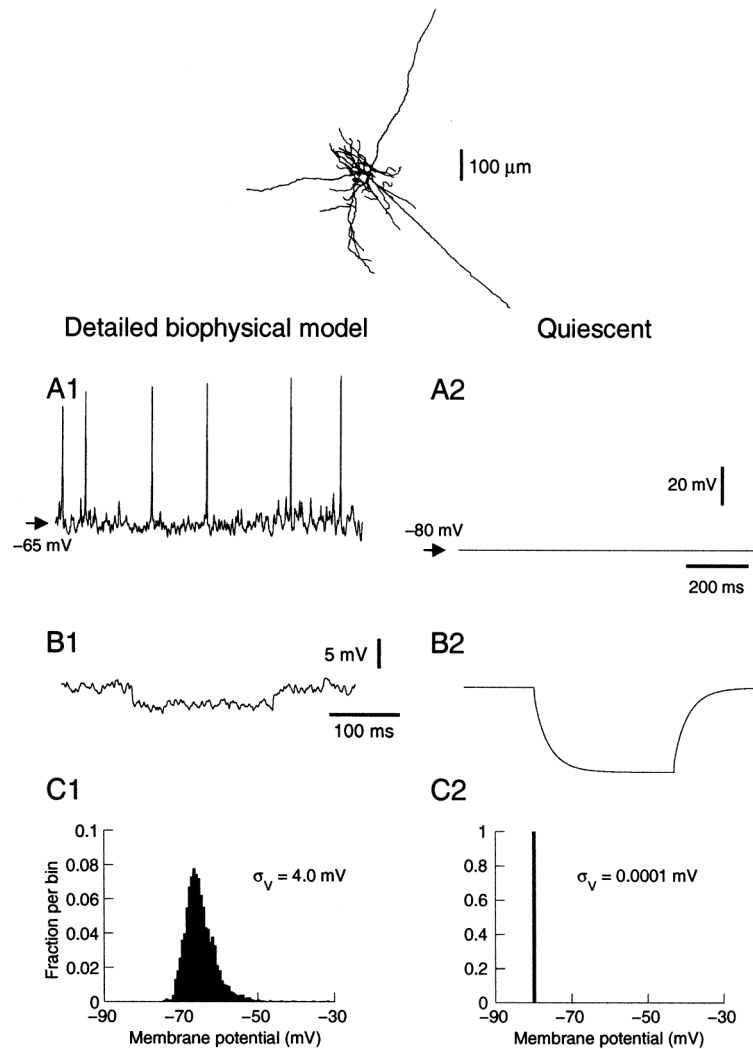 100 μm
Detailed biophysical model
Quiescent
A1
A2
20 mV
−65 mV
−80 mV
200 ms
B1
5 mV
B2
100 ms
C1
C2
0.1
0.08
0.06
0.04
0.02
0
Fraction per bin
σV = 4.0 mV
−90
−70
−50
−30
Membrane potential (mV)
1
0.8
0.6
0.4
0.2
0
σV = 0.0001 mV
−90
−70
−50
−30
Membrane potential (mV)